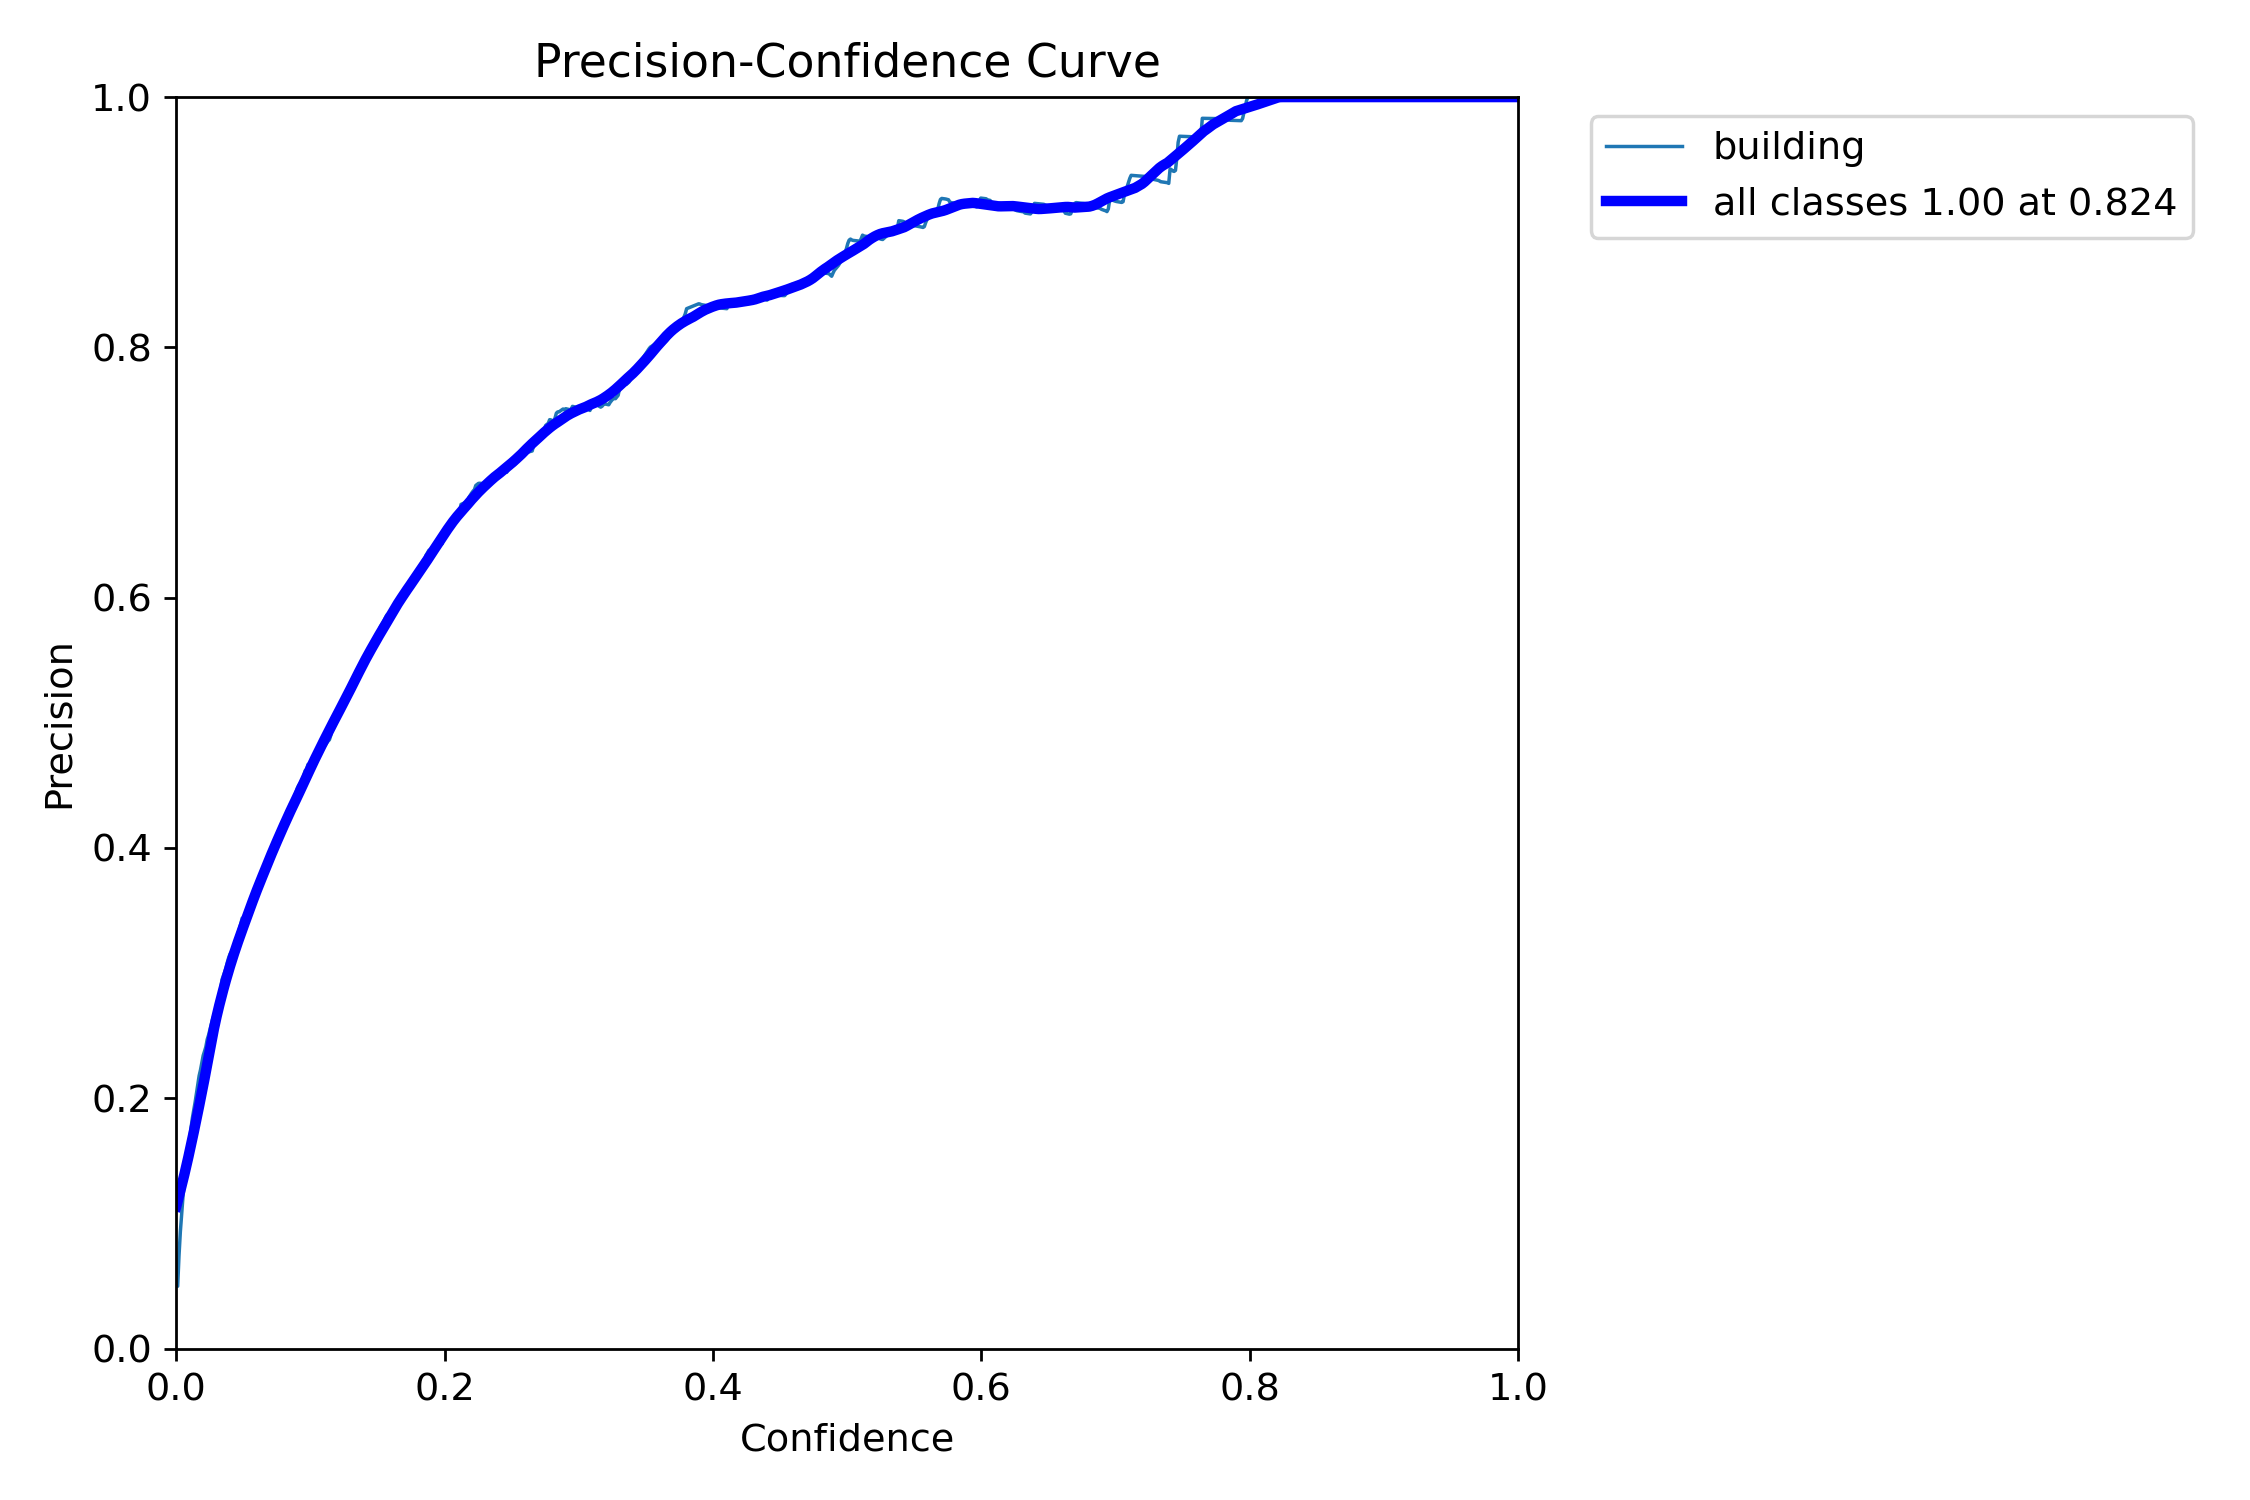 Precision-Confidence Curve
1.0
0.8
0.6
0.4
0.2
0.0
Precision
0.0 0.2 0.4 0.6 0.8 1.0
Confidence
building
all classes 1.00 at 0.824